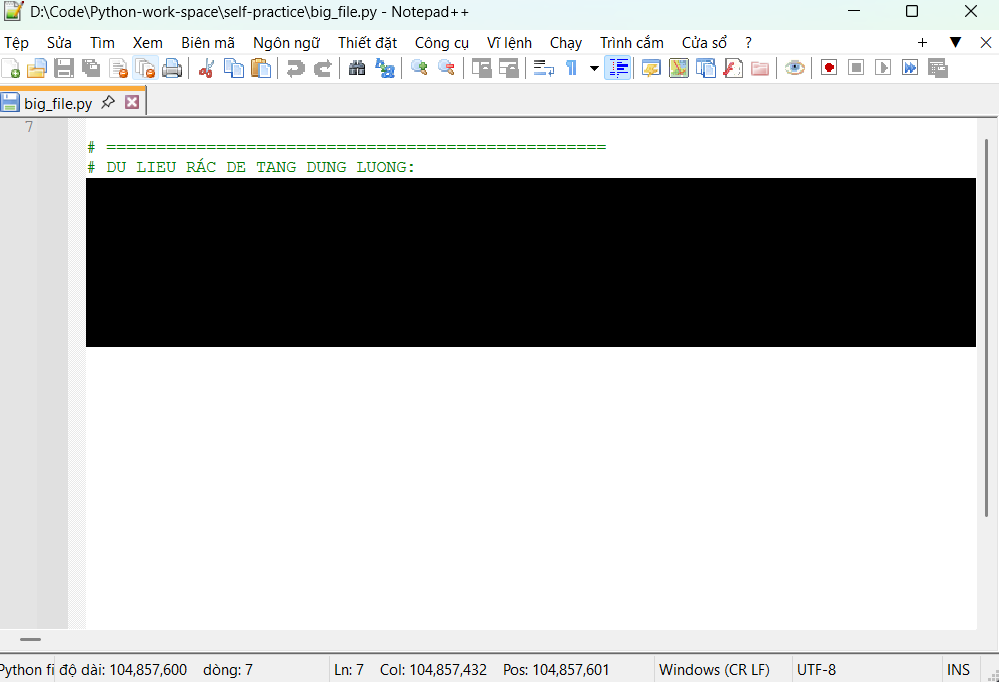 D:\Code\Python-work-space\self-practice\big_file.py - Notepad++
Tệp Sửa Tìm Xem Biên mã Ngôn ngữ Thiết đặt Công cụ Vĩ lệnh Chạy Trình cắm Cửa sổ ? + ▼ X
big_file.py
7
# ==================================================
# DU LIEU RÁC DE TANG DUNG LUONG:
Python fi độ dài: 104,857,600 dòng: 7 Ln: 7 Col: 104,857,432 Pos: 104,857,601 Windows (CR LF) UTF-8 INS